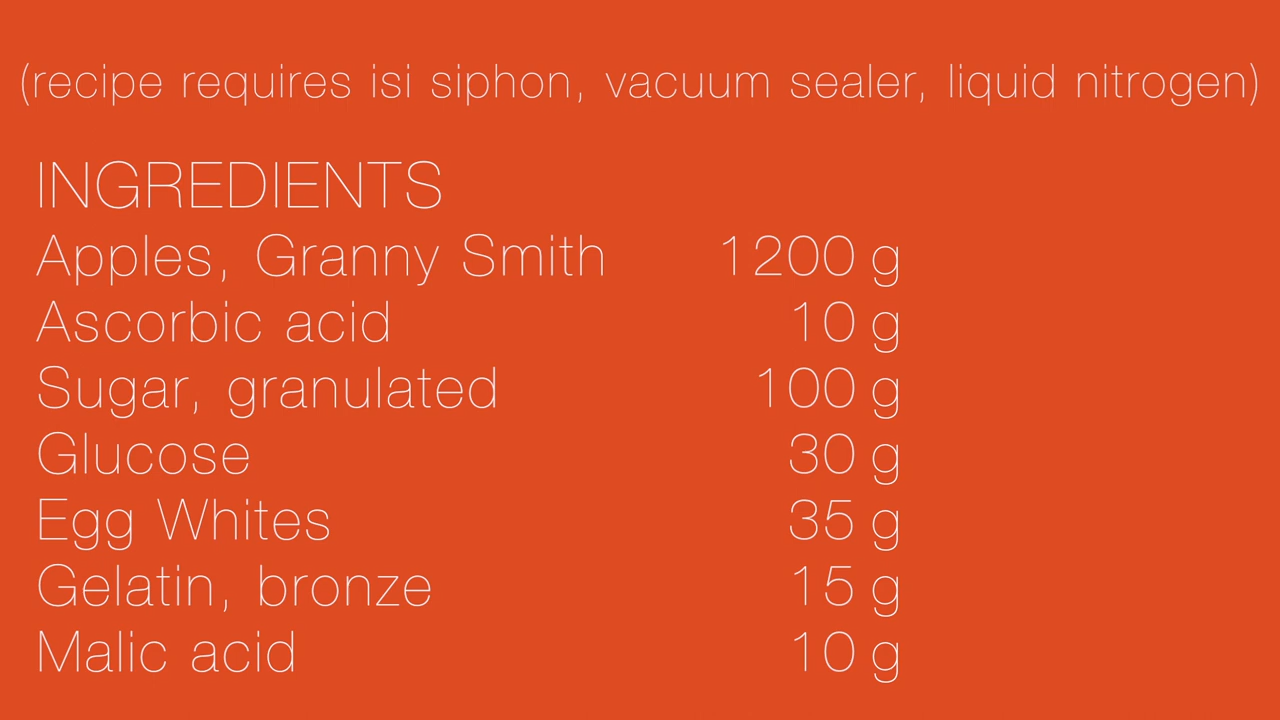 (recipe requires isi siphon, vacuum sealer, liquid nitrogen)
INGREDIENTS
Apples, Granny Smith 1200 g
Ascorbic acid 10 g
Sugar, granulated 100 g
Glucose 30 g
Egg Whites 35 g
Gelatin, bronze 15 g
Malic acid 10 g